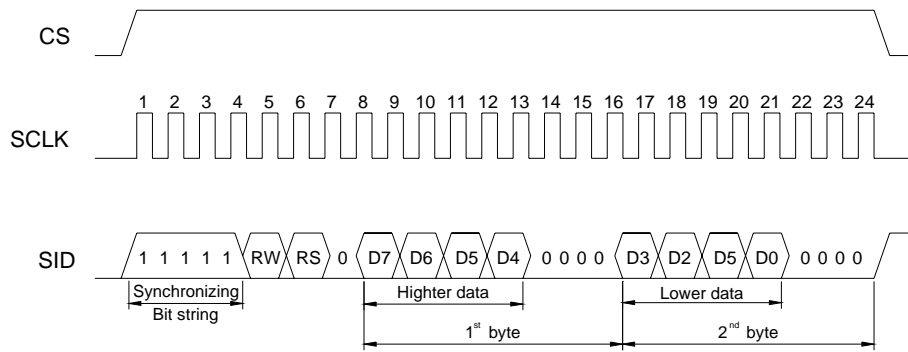 CS
1 2 3 4 5 6 7 8 9 10 11 12 13 14 15 16 17 18 19 20 21 22 23 24
SCLK
SID 1 1 1 1 1 RW RS 0 D7 D6 D5 D4 0 0 0 0 D3 D2 D5 D0 0 0 0 0
Synchronizing
Bit string
Highter data
Lower data
1st byte
2nd byte